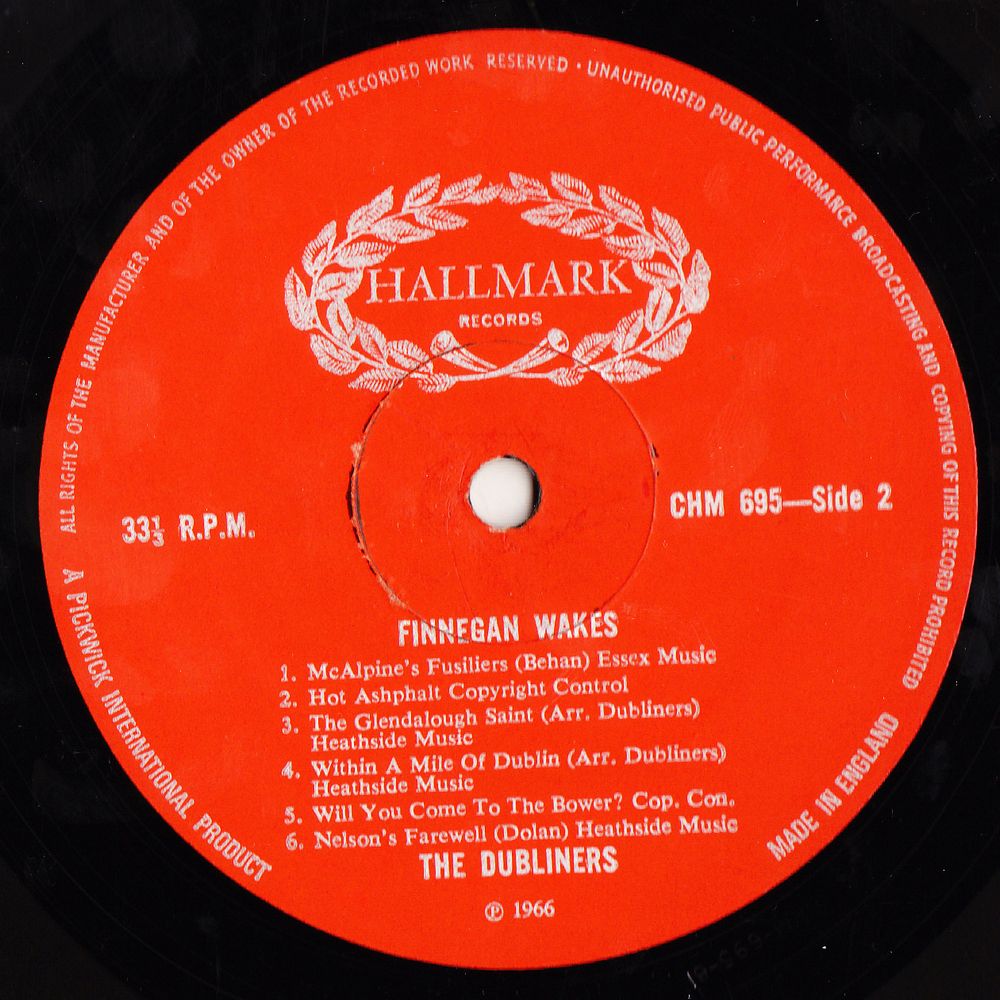 ALL RIGHTS OF THE MANUFACTURER AND OF THE OWNER OF THE RECORDED WORK RESERVED · UNAUTHORISED PUBLIC PERFORMANCE BROADCASTING AND COPYING OF THIS RECORD PROHIBITED
HALLMARK
RECORDS
33⅓ R.P.M.
CHM 695—Side 2
FINNEGAN WAKES
1. McAlpine's Fusiliers (Behan) Essex Music
2. Hot Ashphalt Copyright Control
3. The Glendalough Saint (Arr. Dubliners)
Heathside Music
4. Within A Mile Of Dublin (Arr. Dubliners)
Heathside Music
5. Will You Come To The Bower? Cop. Con.
6. Nelson's Farewell (Dolan) Heathside Music
THE DUBLINERS
℗ 1966
A PICKWICK INTERNATIONAL PRODUCT
MADE IN ENGLAND